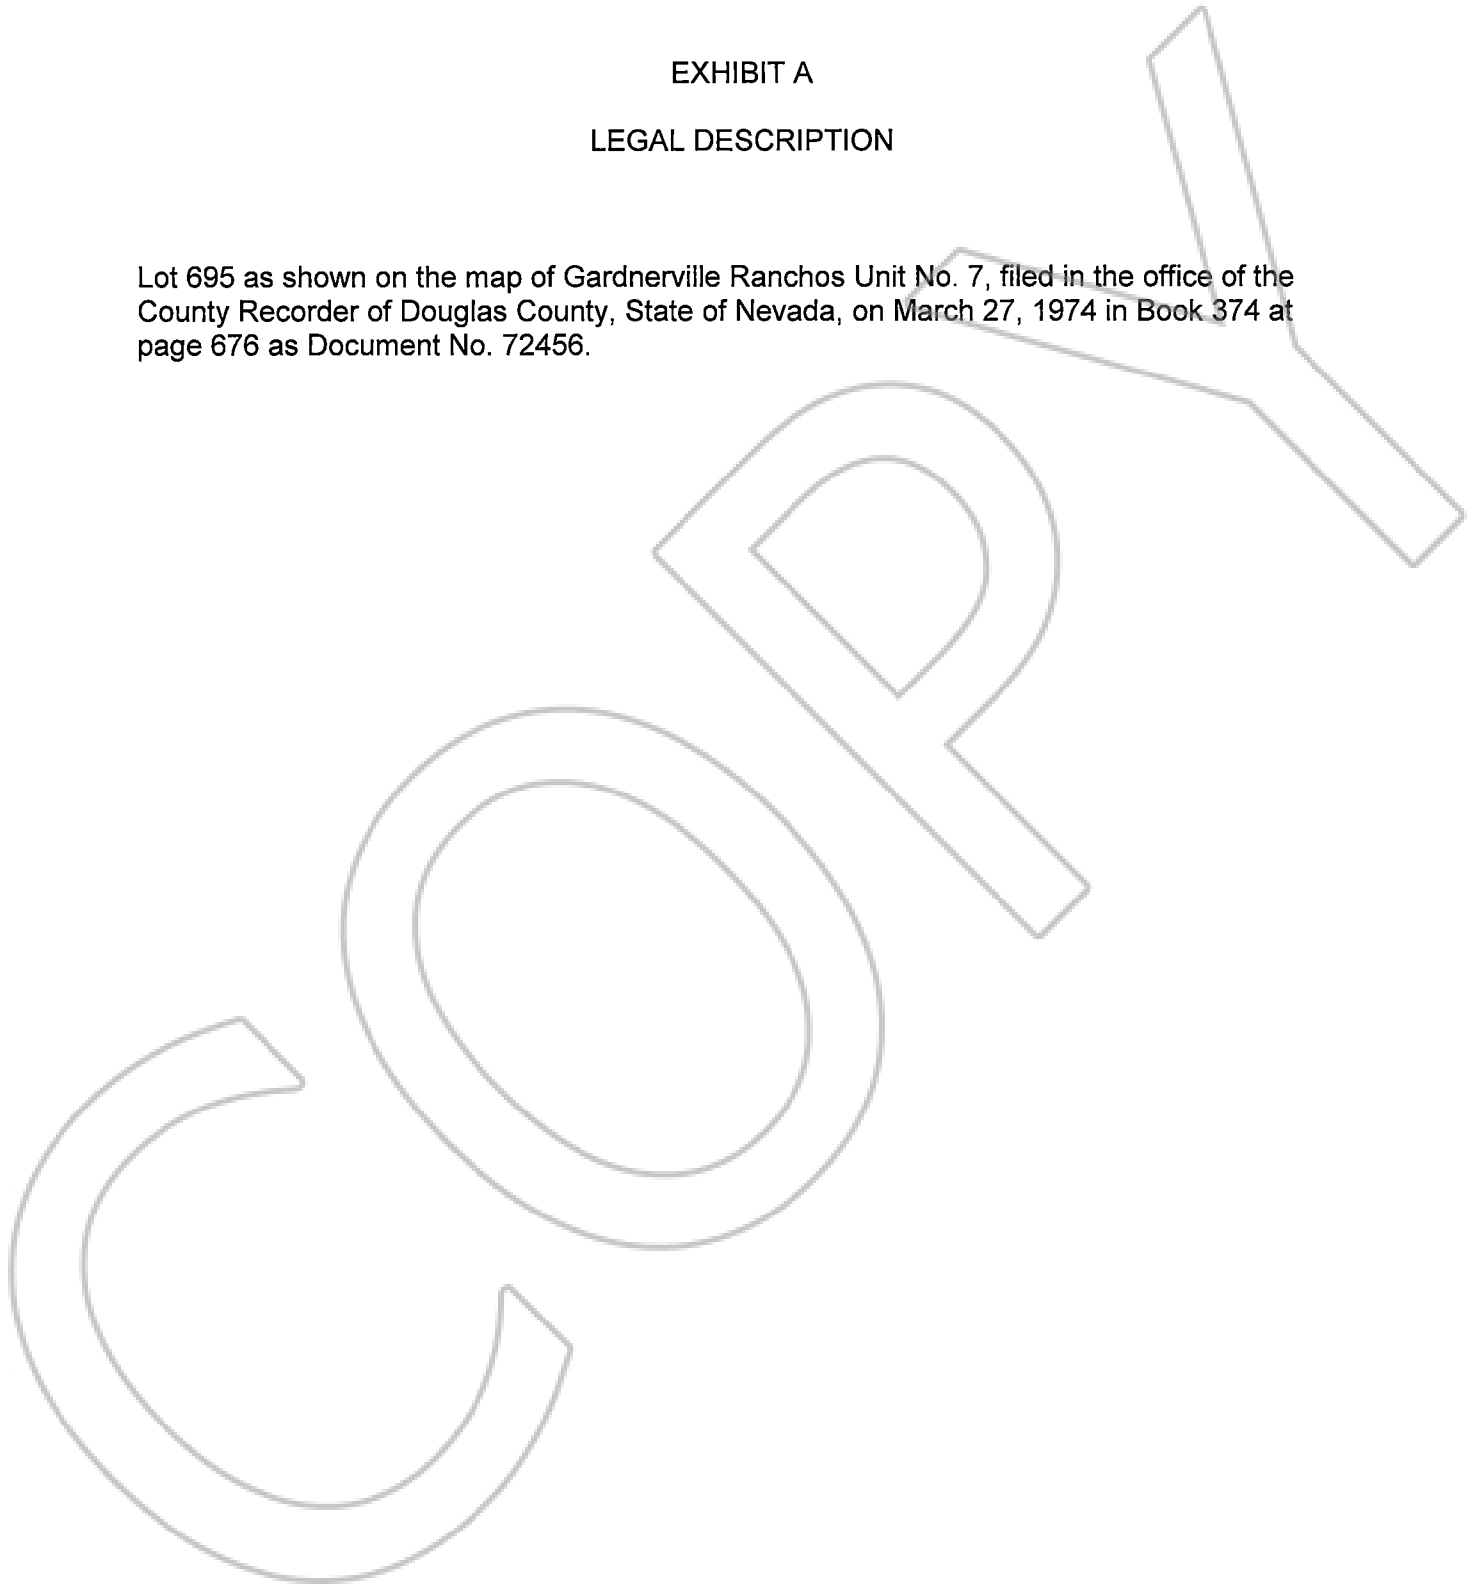 EXHIBIT A
LEGAL DESCRIPTION
Lot 695 as shown on the map of Gardnerville Ranchos Unit No. 7, filed in the office of the
County Recorder of Douglas County, State of Nevada, on March 27, 1974 in Book 374 at
page 676 as Document No. 72456.
COPY